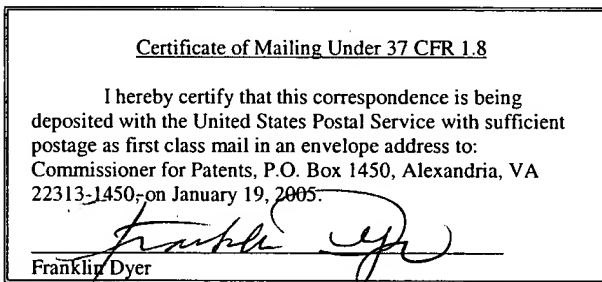 Certificate of Mailing Under 37 CFR 1.8
I hereby certify that this correspondence is being
deposited with the United States Postal Service with sufficient
postage as first class mail in an envelope address to:
Commissioner for Patents, P.O. Box 1450, Alexandria, VA
22313-1450, on January 19, 2005.
Franklin Dyer
Franklin Dyer